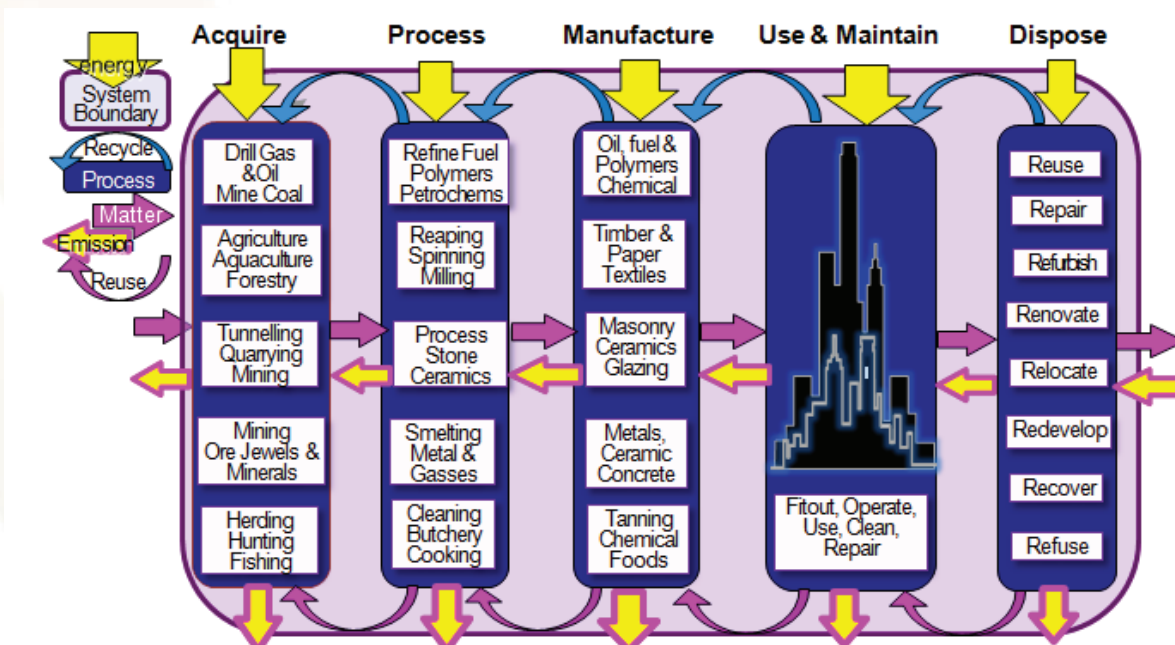 Acquire
Process
Manufacture
Use & Maintain
Dispose
energy
System
Boundary
Recycle
Process
Matter
Emission
Reuse
Drill Gas
&Oil
Mine Coal
Agriculture
Aquaculture
Forestry
Tunnelling
Quarrying
Mining
Mining
Ore Jewels &
Minerals
Herding
Hunting
Fishing
Refine Fuel
Polymers
Petrochems
Reaping
Spinning
Milling
Process
Stone
Ceramics
Smelting
Metal &
Gasses
Cleaning
Butchery
Cooking
Oil, fuel &
Polymers
Chemical
Timber &
Paper
Textiles
Masonry
Ceramics
Glazing
Metals,
Ceramic
Concrete
Tanning
Chemical
Foods
Fitout, Operate,
Use, Clean,
Repair
Reuse
Repair
Refurbish
Renovate
Relocate
Redevelop
Recover
Refuse